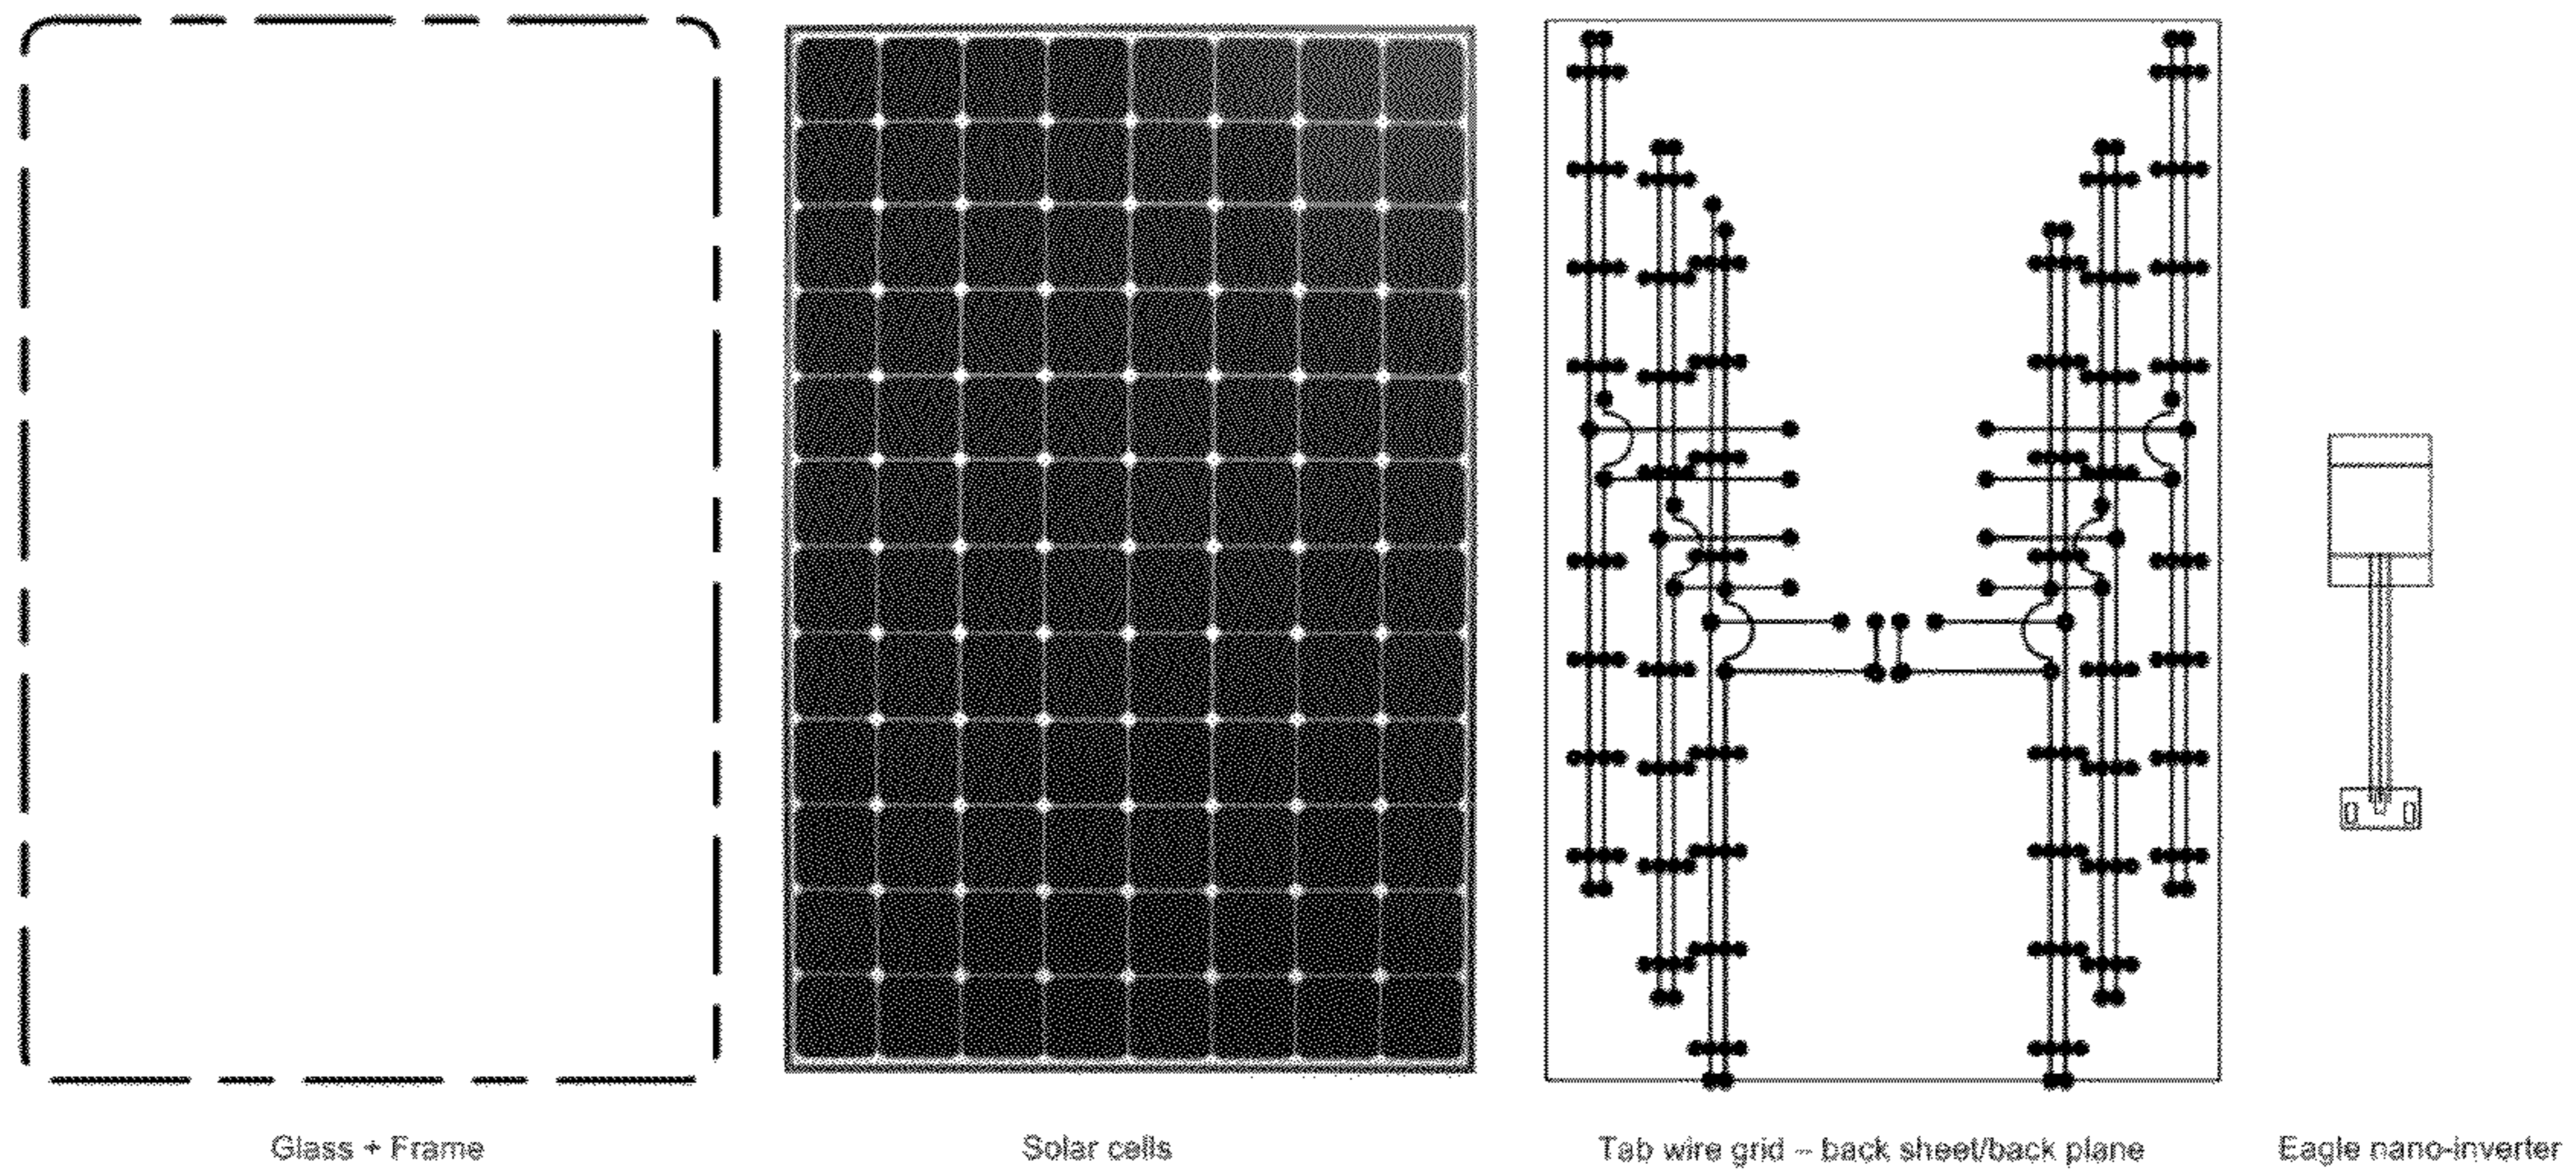 Glass + Frame
Solar cells
Tab wire grid – back sheet/back plane
Eagle nano-inverter